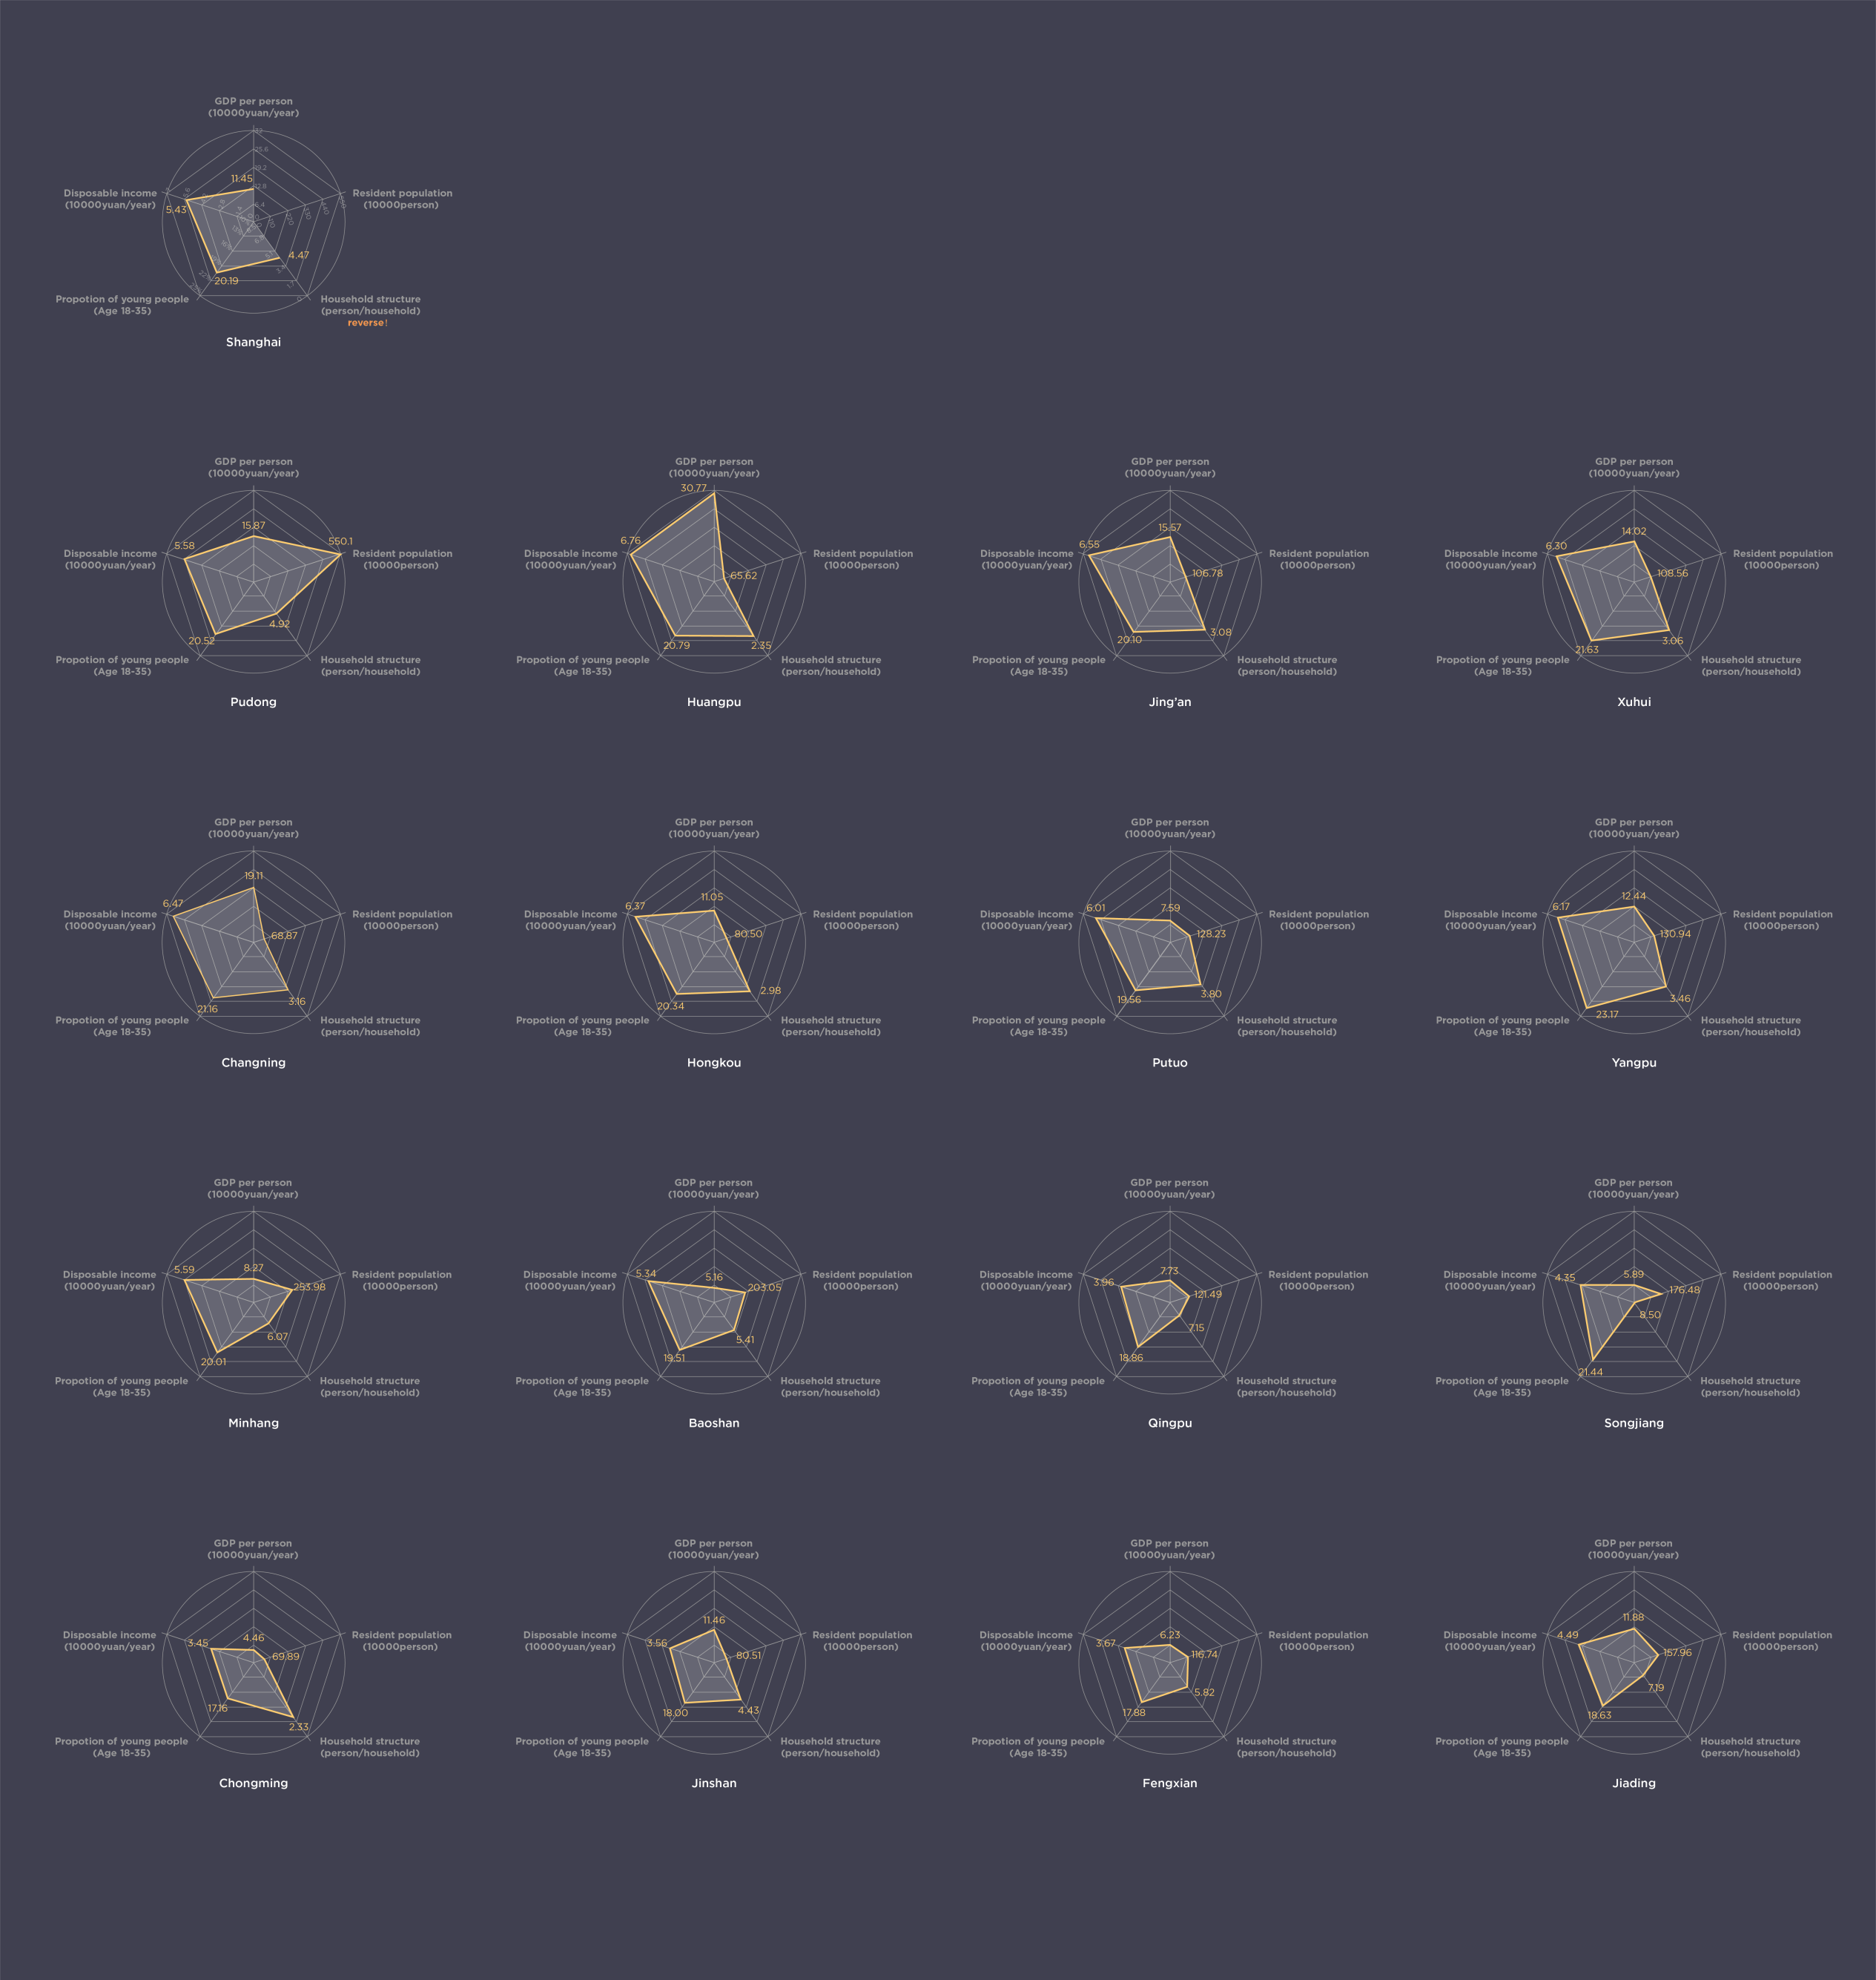 GDP per person
(10000yuan/year)
32
25.6
19.2
12.8
6.4
11.45
Disposable income
(10000yuan/year)
5.43
Resident population
(10000person)
110
220
330
440
550
4.47
20.19
Propotion of young people
(Age 18-35)
Household structure
(person/household)
reverse!
Shanghai
GDP per person
(10000yuan/year)
15.87
Disposable income
(10000yuan/year)
5.58
550.1
Resident population
(10000person)
4.92
20.52
Propotion of young people
(Age 18-35)
Household structure
(person/household)
Pudong
GDP per person
(10000yuan/year)
30.77
Disposable income
(10000yuan/year)
6.76
65.62
Resident population
(10000person)
20.79
2.35
Propotion of young people
(Age 18-35)
Household structure
(person/household)
Huangpu
GDP per person
(10000yuan/year)
15.57
Disposable income
(10000yuan/year)
6.55
106.78
Resident population
(10000person)
20.10
3.08
Propotion of young people
(Age 18-35)
Household structure
(person/household)
Jing'an
GDP per person
(10000yuan/year)
14.02
Disposable income
(10000yuan/year)
6.30
108.56
Resident population
(10000person)
21.63
3.06
Propotion of young people
(Age 18-35)
Household structure
(person/household)
Xuhui
GDP per person
(10000yuan/year)
19.11
Disposable income
(10000yuan/year)
6.47
68.87
Resident population
(10000person)
21.16
3.16
Propotion of young people
(Age 18-35)
Household structure
(person/household)
Changning
GDP per person
(10000yuan/year)
11.05
Disposable income
(10000yuan/year)
6.37
80.50
Resident population
(10000person)
20.34
2.98
Propotion of young people
(Age 18-35)
Household structure
(person/household)
Hongkou
GDP per person
(10000yuan/year)
7.59
Disposable income
(10000yuan/year)
6.01
128.23
Resident population
(10000person)
19.56
3.80
Propotion of young people
(Age 18-35)
Household structure
(person/household)
Putuo
GDP per person
(10000yuan/year)
12.44
Disposable income
(10000yuan/year)
6.17
130.94
Resident population
(10000person)
23.17
3.46
Propotion of young people
(Age 18-35)
Household structure
(person/household)
Yangpu
GDP per person
(10000yuan/year)
8.27
Disposable income
(10000yuan/year)
5.59
253.98
Resident population
(10000person)
20.01
6.07
Propotion of young people
(Age 18-35)
Household structure
(person/household)
Minhang
GDP per person
(10000yuan/year)
5.16
Disposable income
(10000yuan/year)
5.34
203.05
Resident population
(10000person)
19.51
5.41
Propotion of young people
(Age 18-35)
Household structure
(person/household)
Baoshan
GDP per person
(10000yuan/year)
7.73
Disposable income
(10000yuan/year)
3.96
121.49
Resident population
(10000person)
18.86
7.15
Propotion of young people
(Age 18-35)
Household structure
(person/household)
Qingpu
GDP per person
(10000yuan/year)
5.89
Disposable income
(10000yuan/year)
4.35
176.48
Resident population
(10000person)
21.44
8.50
Propotion of young people
(Age 18-35)
Household structure
(person/household)
Songjiang
GDP per person
(10000yuan/year)
4.46
Disposable income
(10000yuan/year)
3.45
69.89
Resident population
(10000person)
17.16
2.33
Propotion of young people
(Age 18-35)
Household structure
(person/household)
Chongming
GDP per person
(10000yuan/year)
11.46
Disposable income
(10000yuan/year)
3.56
80.51
Resident population
(10000person)
18.00
4.43
Propotion of young people
(Age 18-35)
Household structure
(person/household)
Jinshan
GDP per person
(10000yuan/year)
6.23
Disposable income
(10000yuan/year)
3.67
116.74
Resident population
(10000person)
17.88
5.82
Propotion of young people
(Age 18-35)
Household structure
(person/household)
Fengxian
GDP per person
(10000yuan/year)
11.88
Disposable income
(10000yuan/year)
4.49
157.96
Resident population
(10000person)
18.63
7.19
Propotion of young people
(Age 18-35)
Household structure
(person/household)
Jiading